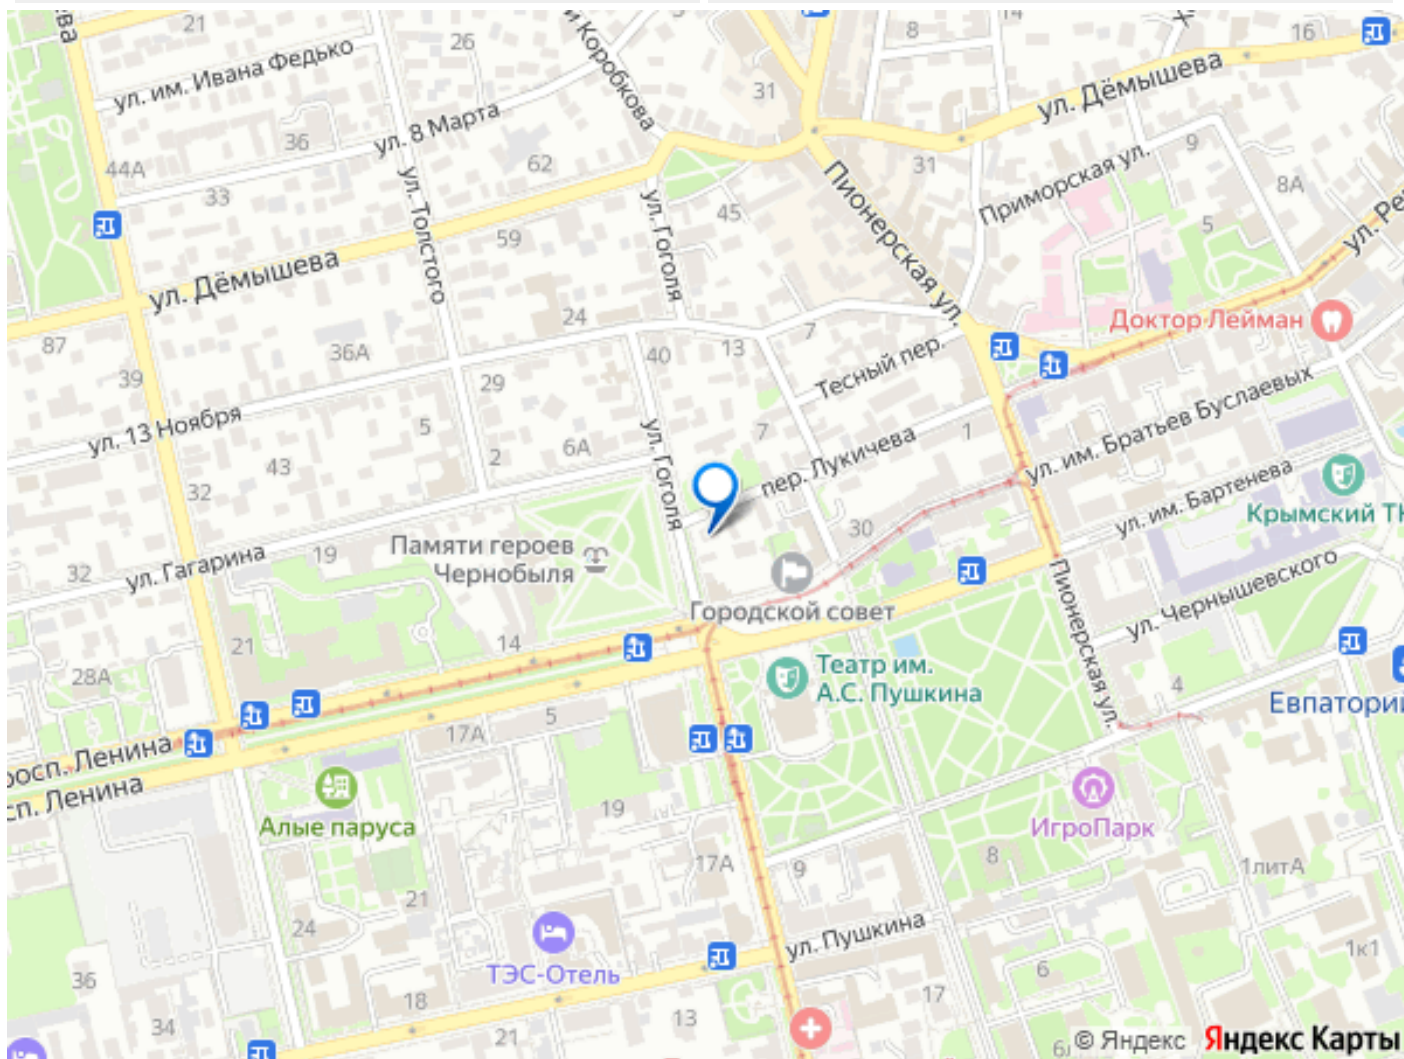 21
ул. им. Ивана Федько
26
и Коробкова
8
14
16
31
ул. Дёмышева
ул. 8 Марта
36
44А
33
62
31
9
Приморская ул.
8А
ул. Толстого
ул. Гоголя
45
Пионерская ул.
5
59
ул. Дёмышева
24
7
13
40
Доктор Лейман
87
36А
39
29
Тесный пер.
ул. 13 Ноября
5
6А
2
43
ул. Гоголя
7
1
пер. Лукичева
ул. им. Братьев Буслаевых
32
ул. им. Бартенева
Крымский ТЮ
30
Памяти героев
Чернобыля
19
ул. Гагарина
32
Городской совет
Пионерская ул.
ул. Чернышевского
21
14
Театр им.
А.С. Пушкина
28А
5
17А
4
Евпаторий
росп. Ленина
сп. Ленина
Алые паруса
19
ИгроПарк
17А
9
8
1литА
21
24
ул. Пушкина
ТЭС-Отель
36
18
34
21
13
17
6
1к1
© Яндекс Яндекс Карты